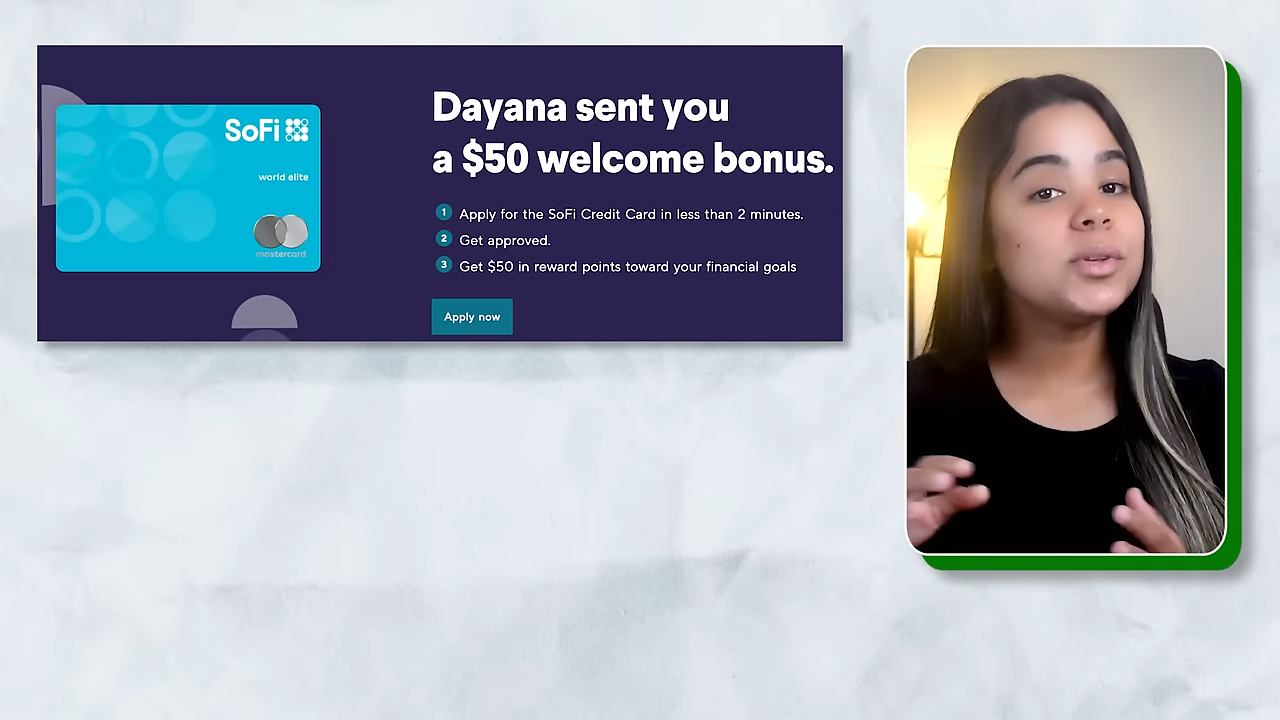 SoFi
world elite
mastercard
Dayana sent you
a $50 welcome bonus.
1 Apply for the SoFi Credit Card in less than 2 minutes.
2 Get approved.
3 Get $50 in reward points toward your financial goals
Apply now